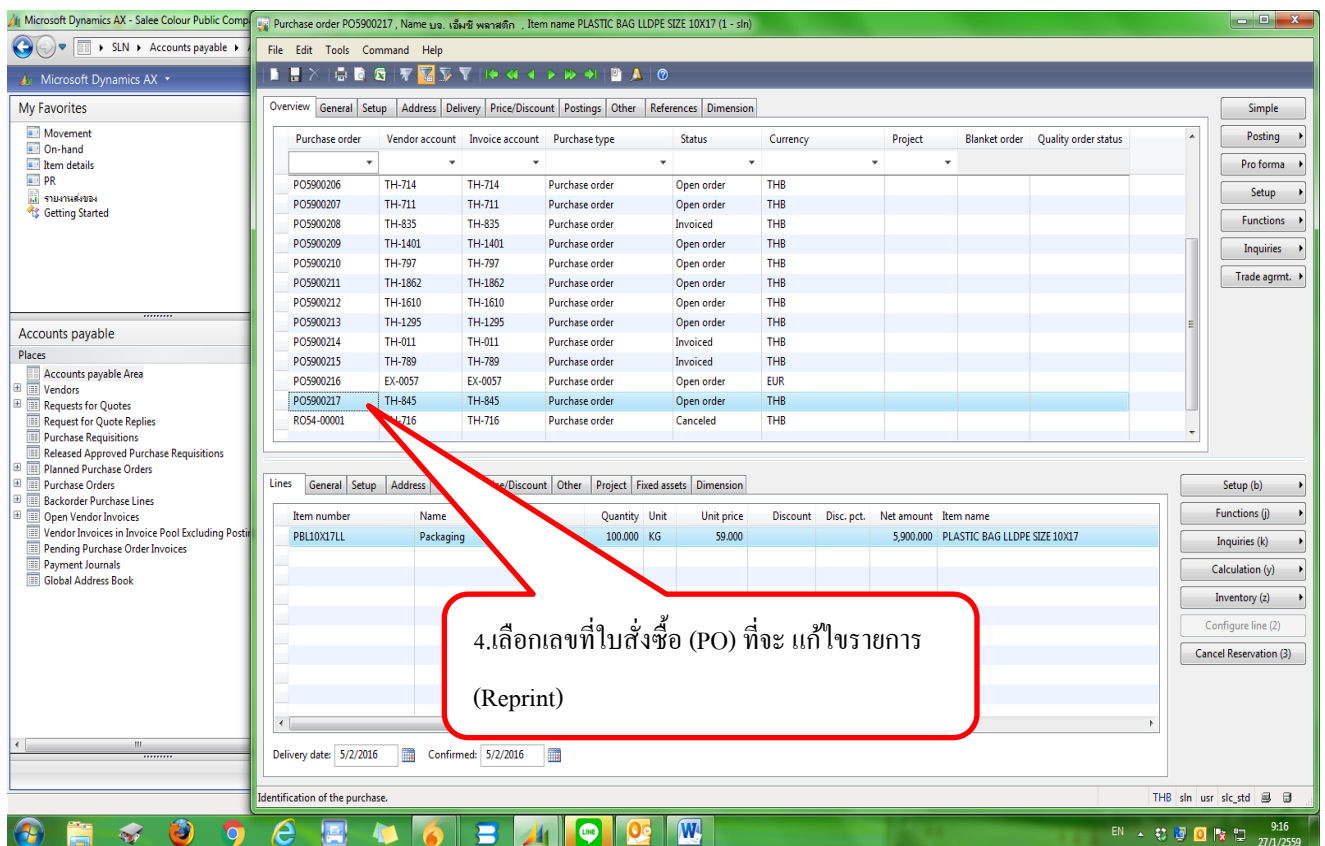 Microsoft Dynamics AX - Salee Colour Public Comp
SLN ▸ Accounts payable ▸
Microsoft Dynamics AX
My Favorites
Movement
On-hand
Item details
PR
รายงานส่งของ
Getting Started
Accounts payable
Places
Accounts payable Area
Vendors
Requests for Quotes
Request for Quote Replies
Purchase Requisitions
Released Approved Purchase Requisitions
Planned Purchase Orders
Purchase Orders
Backorder Purchase Lines
Open Vendor Invoices
Vendor Invoices in Invoice Pool Excluding Postin
Pending Purchase Order Invoices
Payment Journals
Global Address Book
Purchase order PO5900217 , Name บจ. เอ็มซี พลาสติก , Item name PLASTIC BAG LLDPE SIZE 10X17 (1 - sln)
File Edit Tools Command Help
Overview General Setup Address Delivery Price/Discount Postings Other References Dimension
Purchase order Vendor account Invoice account Purchase type Status Currency Project Blanket order Quality order status
PO5900206 TH-714 TH-714 Purchase order Open order THB
PO5900207 TH-711 TH-711 Purchase order Open order THB
PO5900208 TH-835 TH-835 Purchase order Invoiced THB
PO5900209 TH-1401 TH-1401 Purchase order Open order THB
PO5900210 TH-797 TH-797 Purchase order Open order THB
PO5900211 TH-1862 TH-1862 Purchase order Open order THB
PO5900212 TH-1610 TH-1610 Purchase order Open order THB
PO5900213 TH-1295 TH-1295 Purchase order Open order THB
PO5900214 TH-011 TH-011 Purchase order Invoiced THB
PO5900215 TH-789 TH-789 Purchase order Invoiced THB
PO5900216 EX-0057 EX-0057 Purchase order Open order EUR
PO5900217 TH-845 TH-845 Purchase order Open order THB
RO54-00001 TH-716 TH-716 Purchase order Canceled THB
Simple
Posting
Pro forma
Setup
Functions
Inquiries
Trade agrmt.
Lines General Setup Address ce/Discount Other Project Fixed assets Dimension
Item number Name Quantity Unit Unit price Discount Disc. pct. Net amount Item name
PBL10X17LL Packaging 100.000 KG 59.000 5,900.000 PLASTIC BAG LLDPE SIZE 10X17
Setup (b)
Functions (j)
Inquiries (k)
Calculation (y)
Inventory (z)
Configure line (2)
Cancel Reservation (3)
4.เลือกเลขที่ใบสั่งซื้อ (PO) ที่จะ แก้ไขรายการ
(Reprint)
Delivery date: 5/2/2016 Confirmed: 5/2/2016
Identification of the purchase.
THB sln usr slc_std
LINE
EN
9:16
27/1/2559